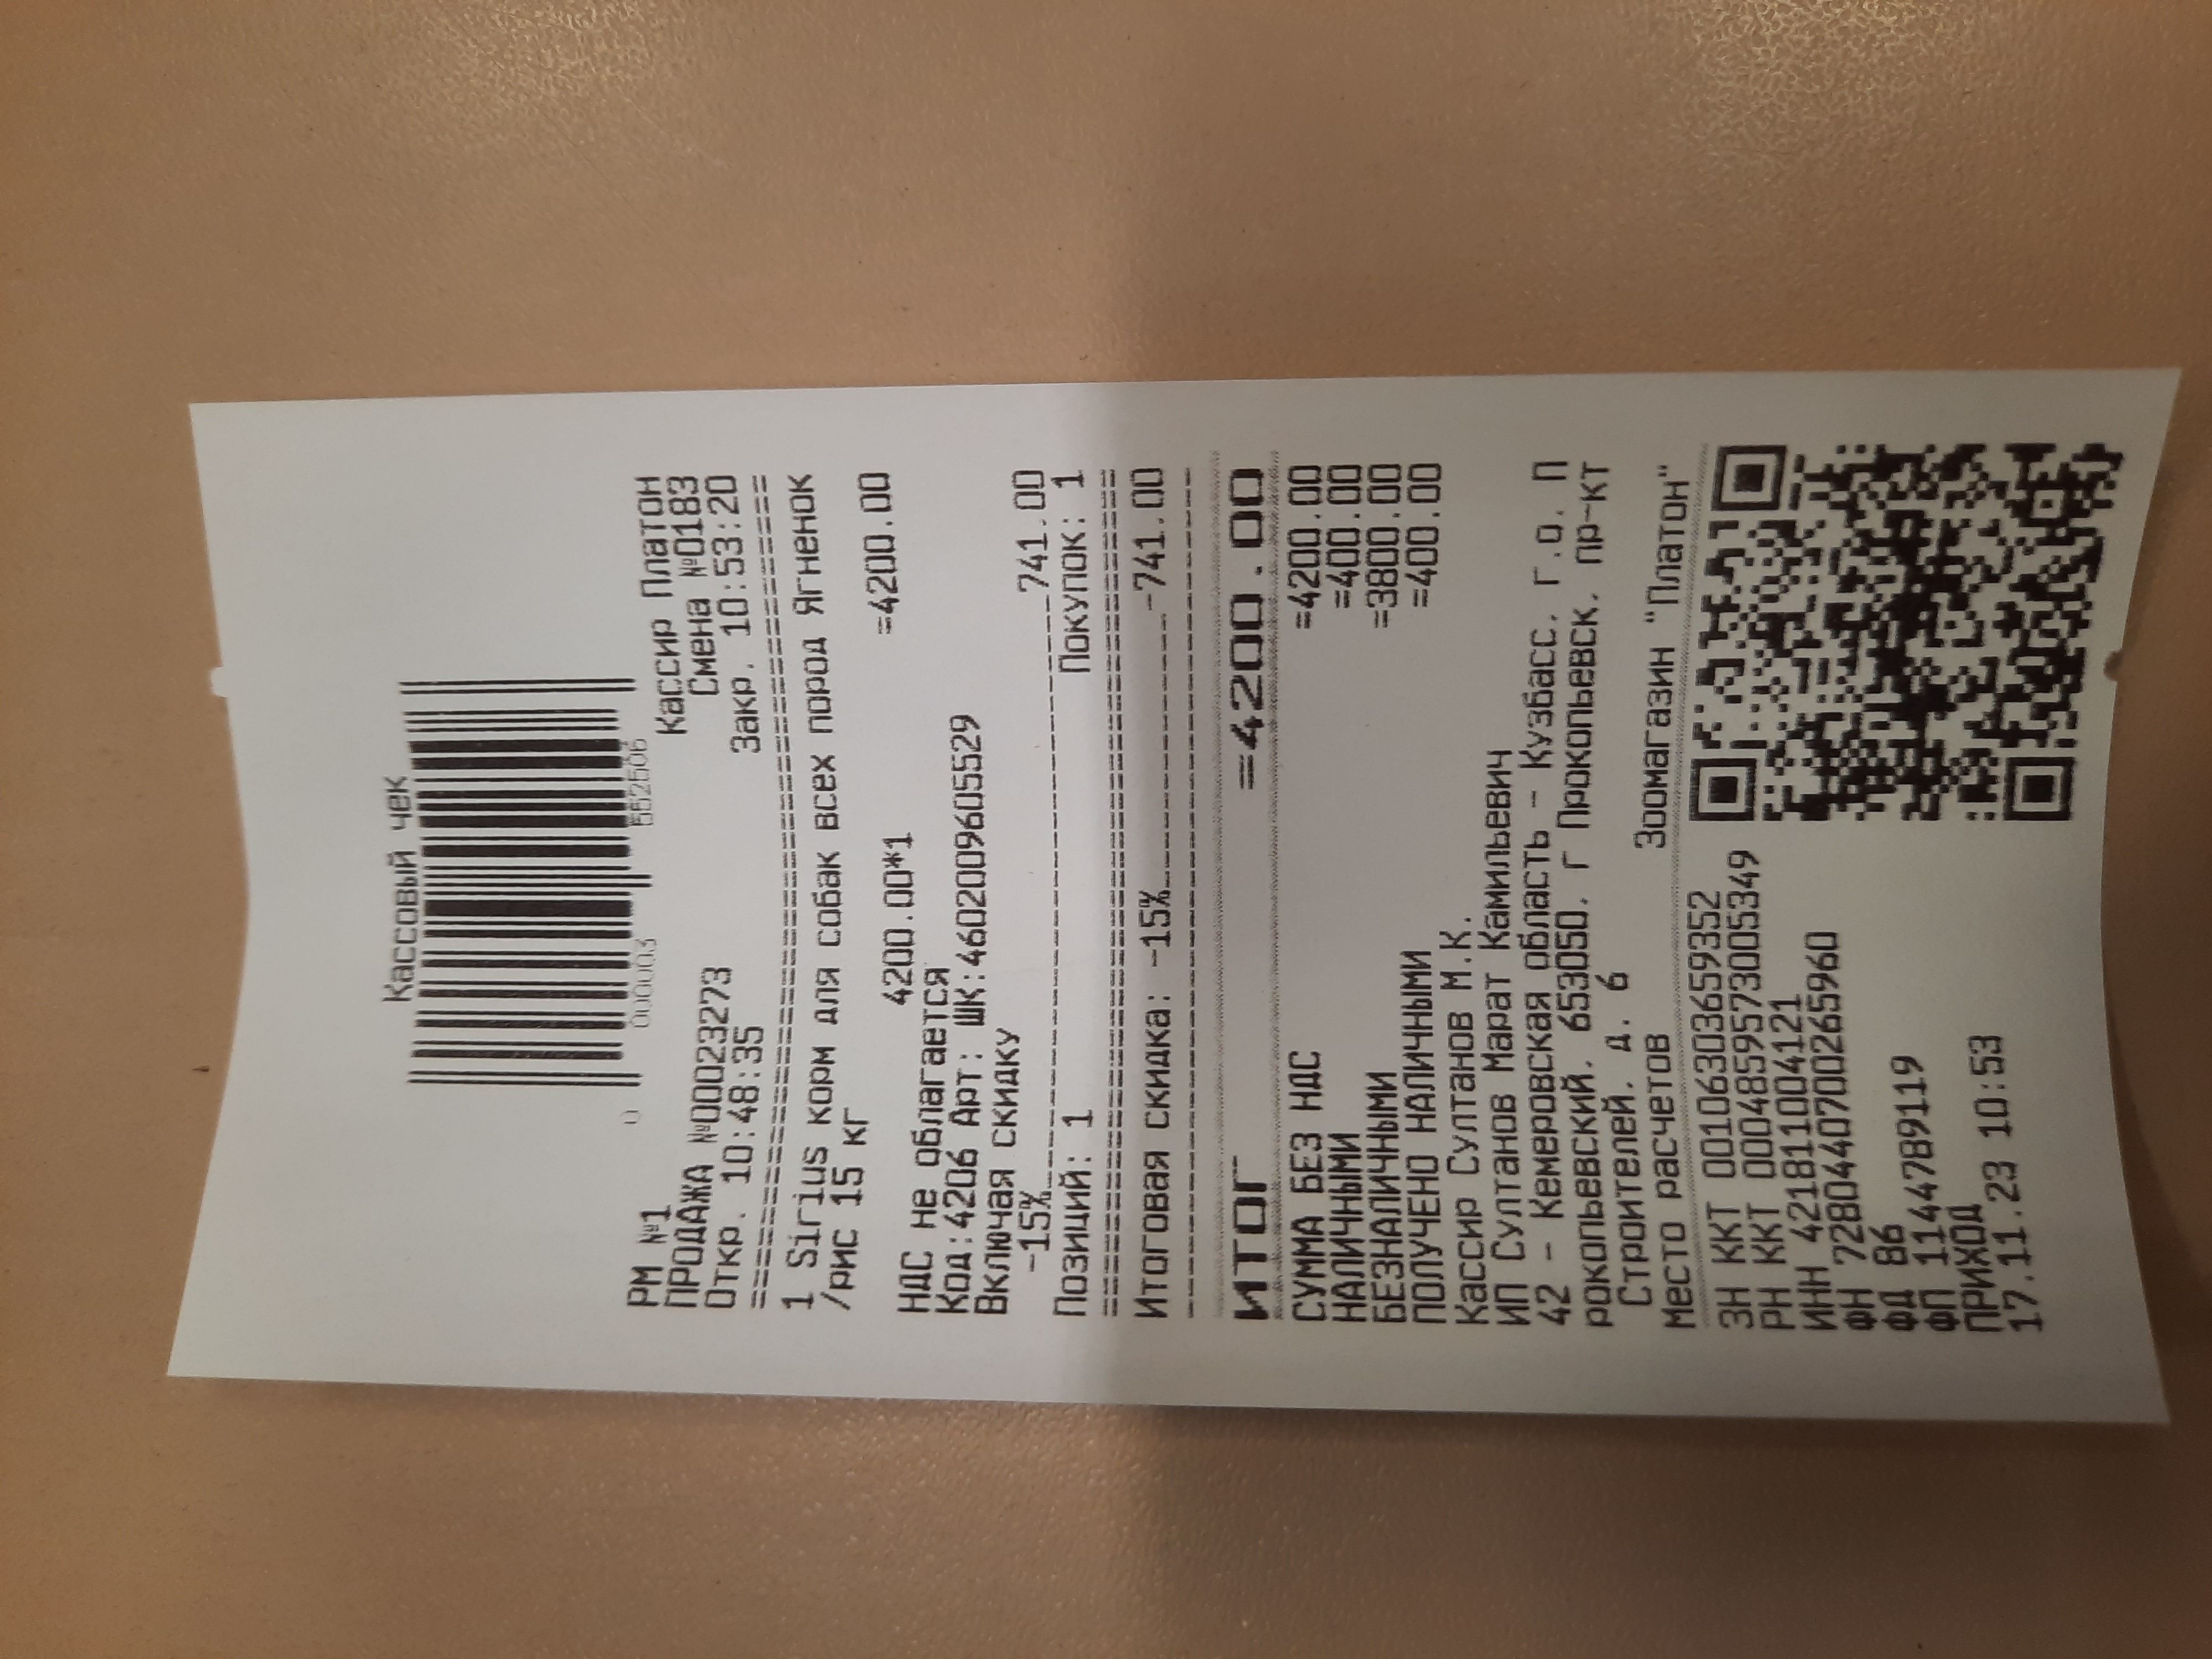 Кассовый чек
0 000003 552506
РМ №1 Кассир Платон
ПРОДАЖА №00023273 Смена №0183
Откр. 10:48:35 Закр. 10:53:20
1 Sirius корм для собак всех пород Ягненок
/рис 15 кг
4200.00*1 =4200.00
НДС не облагается
Код:4206 Арт: ШК:4602009605529
Включая скидку
-15% 741.00
Позиций: 1 Покупок: 1
Итоговая скидка: -15% -741.00
ИТОГ =4200.00
СУММА БЕЗ НДС =4200.00
НАЛИЧНЫМИ =400.00
БЕЗНАЛИЧНЫМИ =3800.00
ПОЛУЧЕНО НАЛИЧНЫМИ =400.00
Кассир Султанов М.К.
ИП Султанов Марат Камильевич
42 - Кемеровская область - Кузбасс, г.о. П
рокопьевский, 653050, г Прокопьевск, пр-кт
Строителей, д. 6
Место расчетов Зоомагазин "Платон"
ЗН ККТ 00106303659352
РН ККТ 0004859573005349
ИНН 421811004121
ФН 7280440700265960
ФД 86
ФП 1144789119
ПРИХОД
17.11.23 10:53